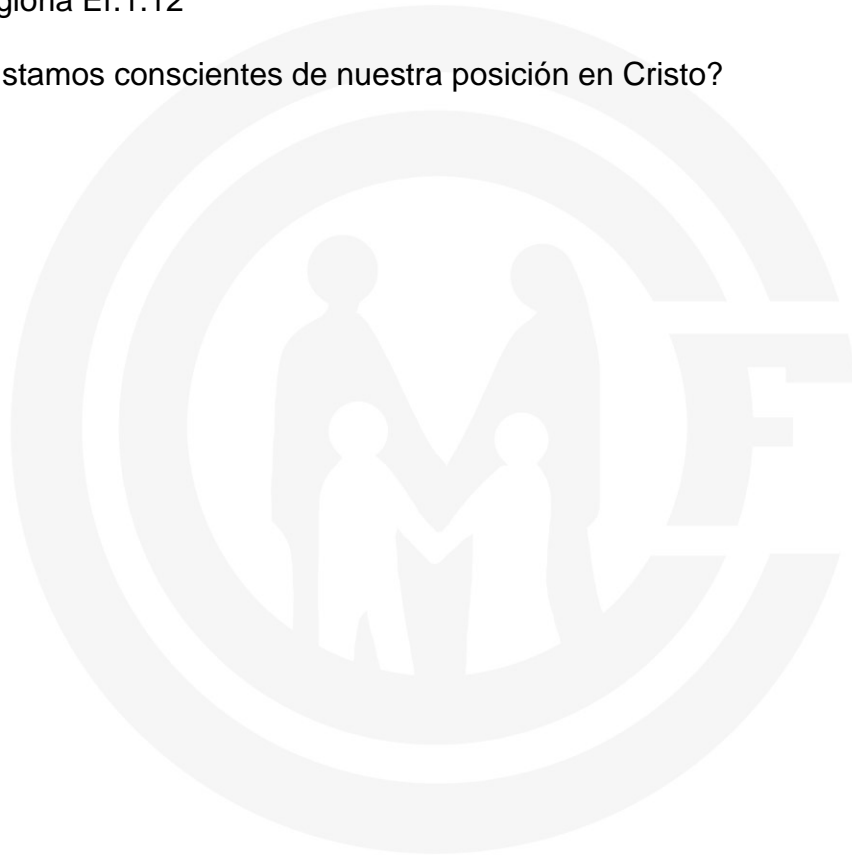 gloria Ef.1.12
stamos conscientes de nuestra posición en Cristo?